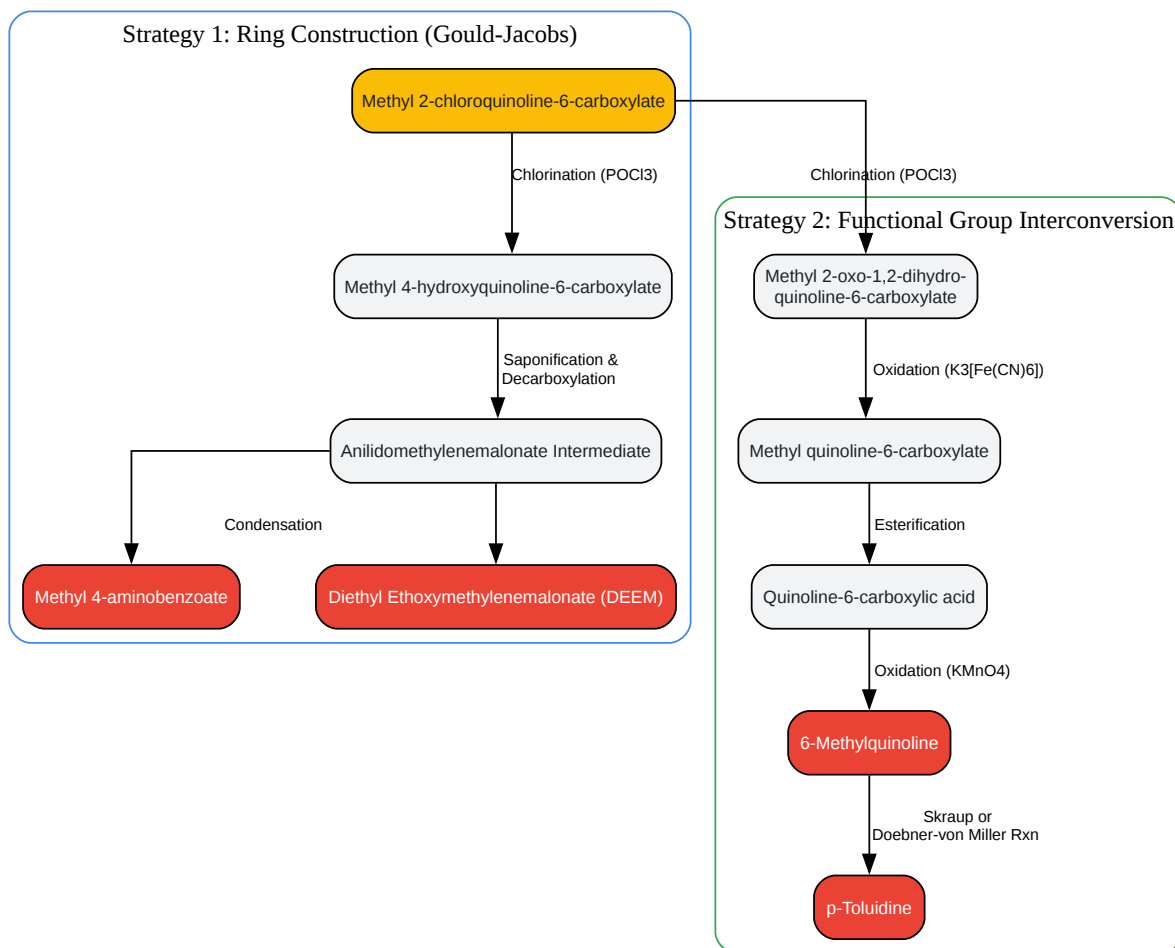 Strategy 1: Ring Construction (Gould-Jacobs)
Methyl 2-chloroquinoline-6-carboxylate
Chlorination (POCl3)
Methyl 4-hydroxyquinoline-6-carboxylate
Saponification &
Decarboxylation
Anilidomethylenemalonate Intermediate
Condensation
Methyl 4-aminobenzoate
Diethyl Ethoxymethylenemalonate (DEEM)
Chlorination (POCl3)
Strategy 2: Functional Group Interconversion
Methyl 2-oxo-1,2-dihydro-
quinoline-6-carboxylate
Oxidation (K3[Fe(CN)6])
Methyl quinoline-6-carboxylate
Esterification
Quinoline-6-carboxylic acid
Oxidation (KMnO4)
6-Methylquinoline
Skraup or
Doebner-von Miller Rxn
p-Toluidine